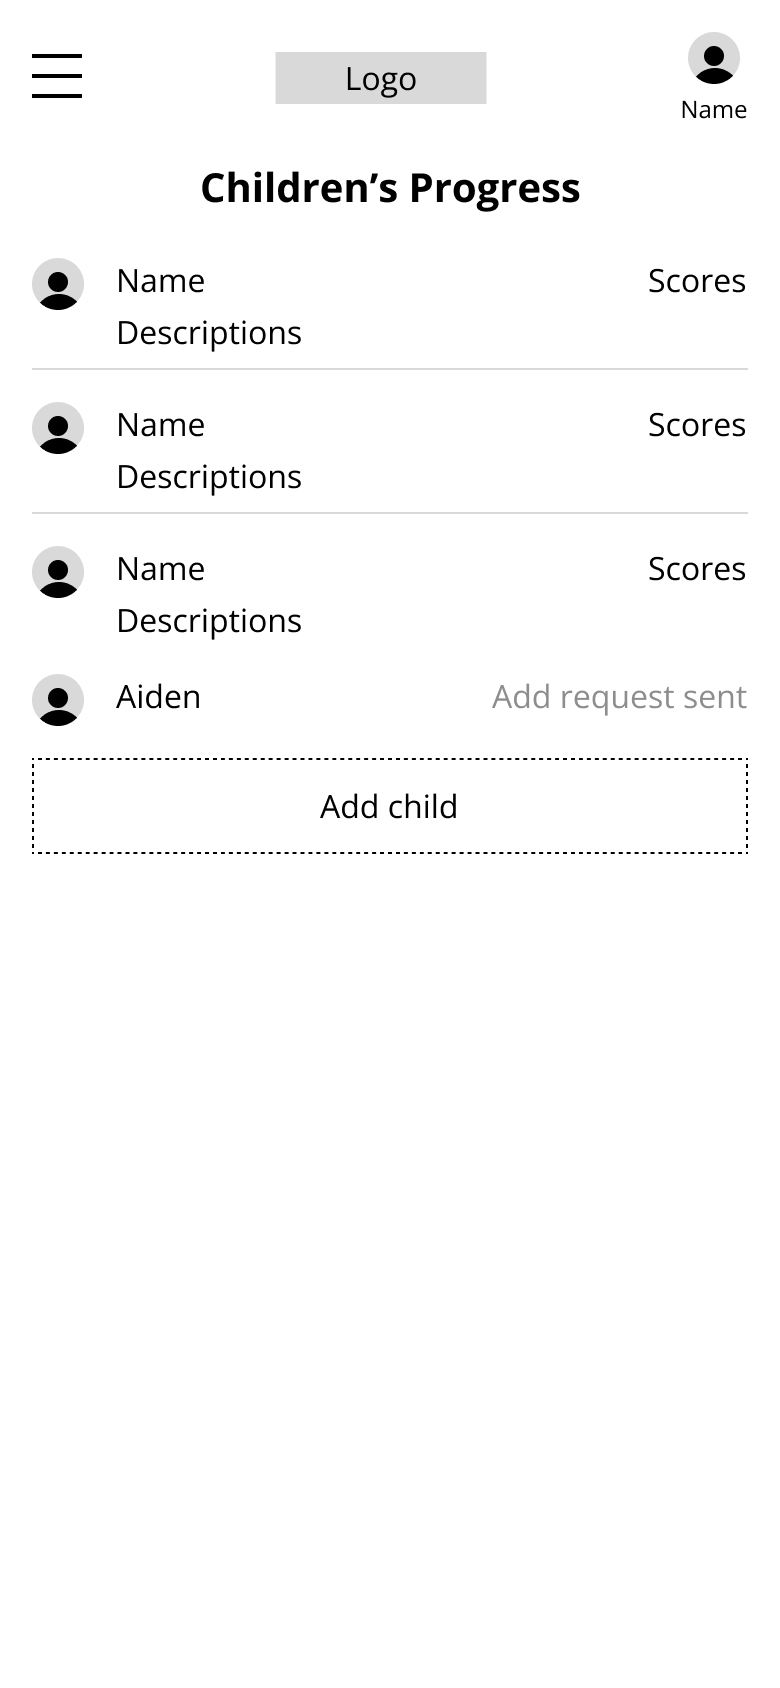 Logo
Name
Children’s Progress
Name Scores
Descriptions
Name Scores
Descriptions
Name Scores
Descriptions
Aiden Add request sent
Add child